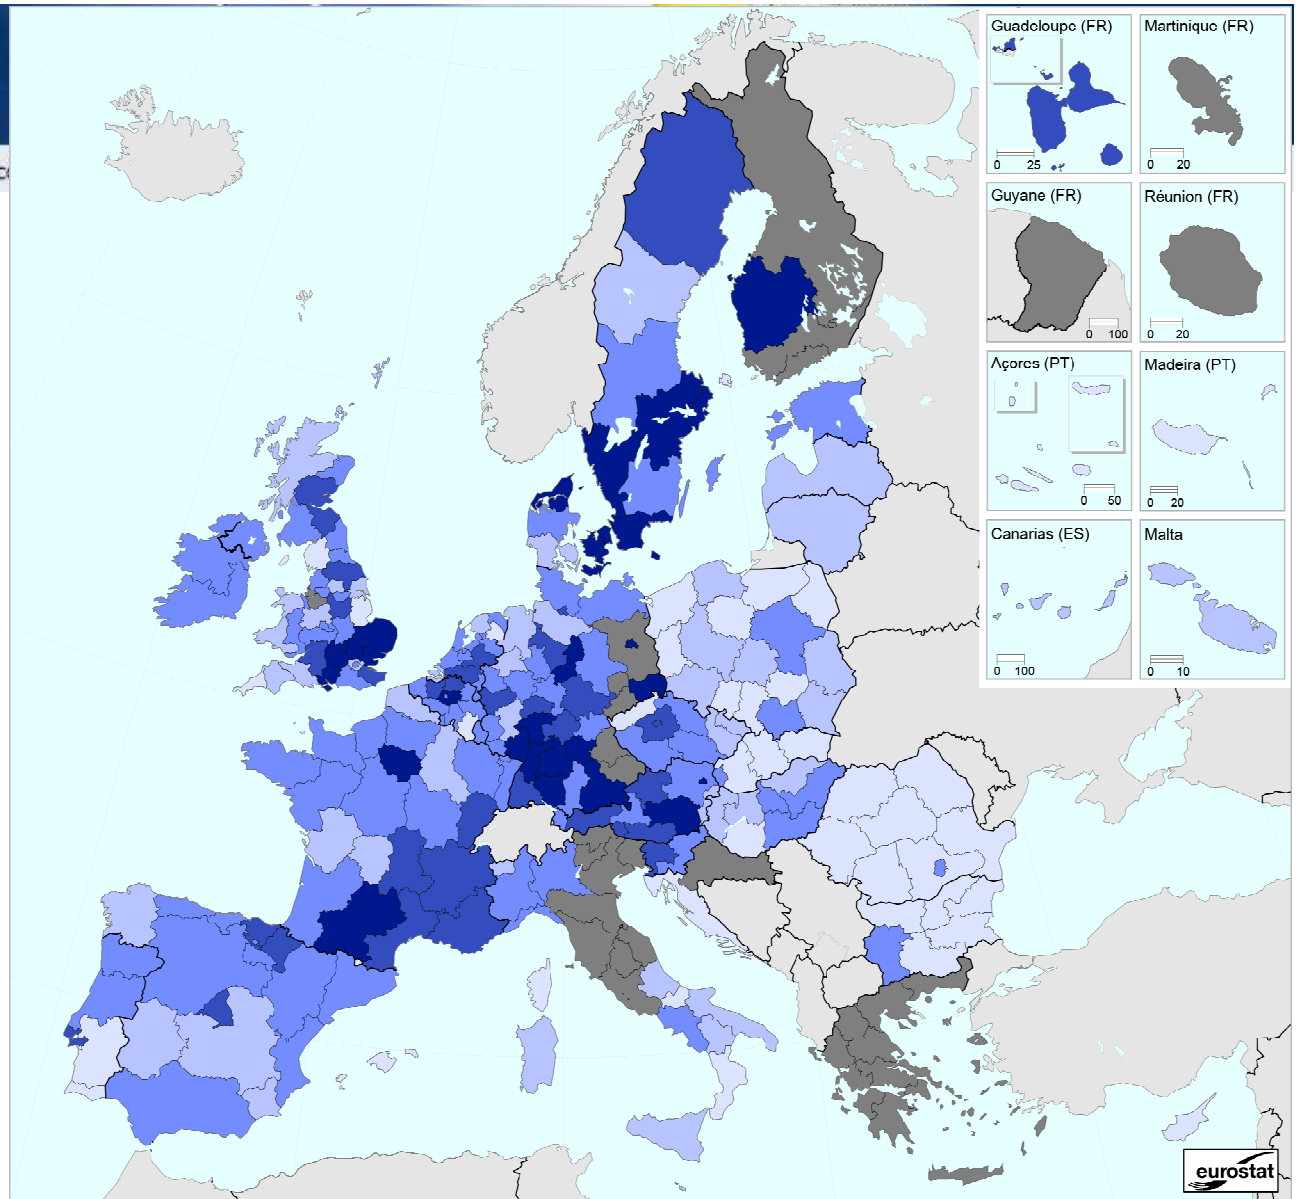 Guadeloupe (FR)
0 25
Martinique (FR)
0 20
Guyane (FR)
0 100
Réunion (FR)
0 20
Açores (PT)
0 50
Madeira (PT)
0 20
Canarias (ES)
0 100
Malta
0 10
eurostat